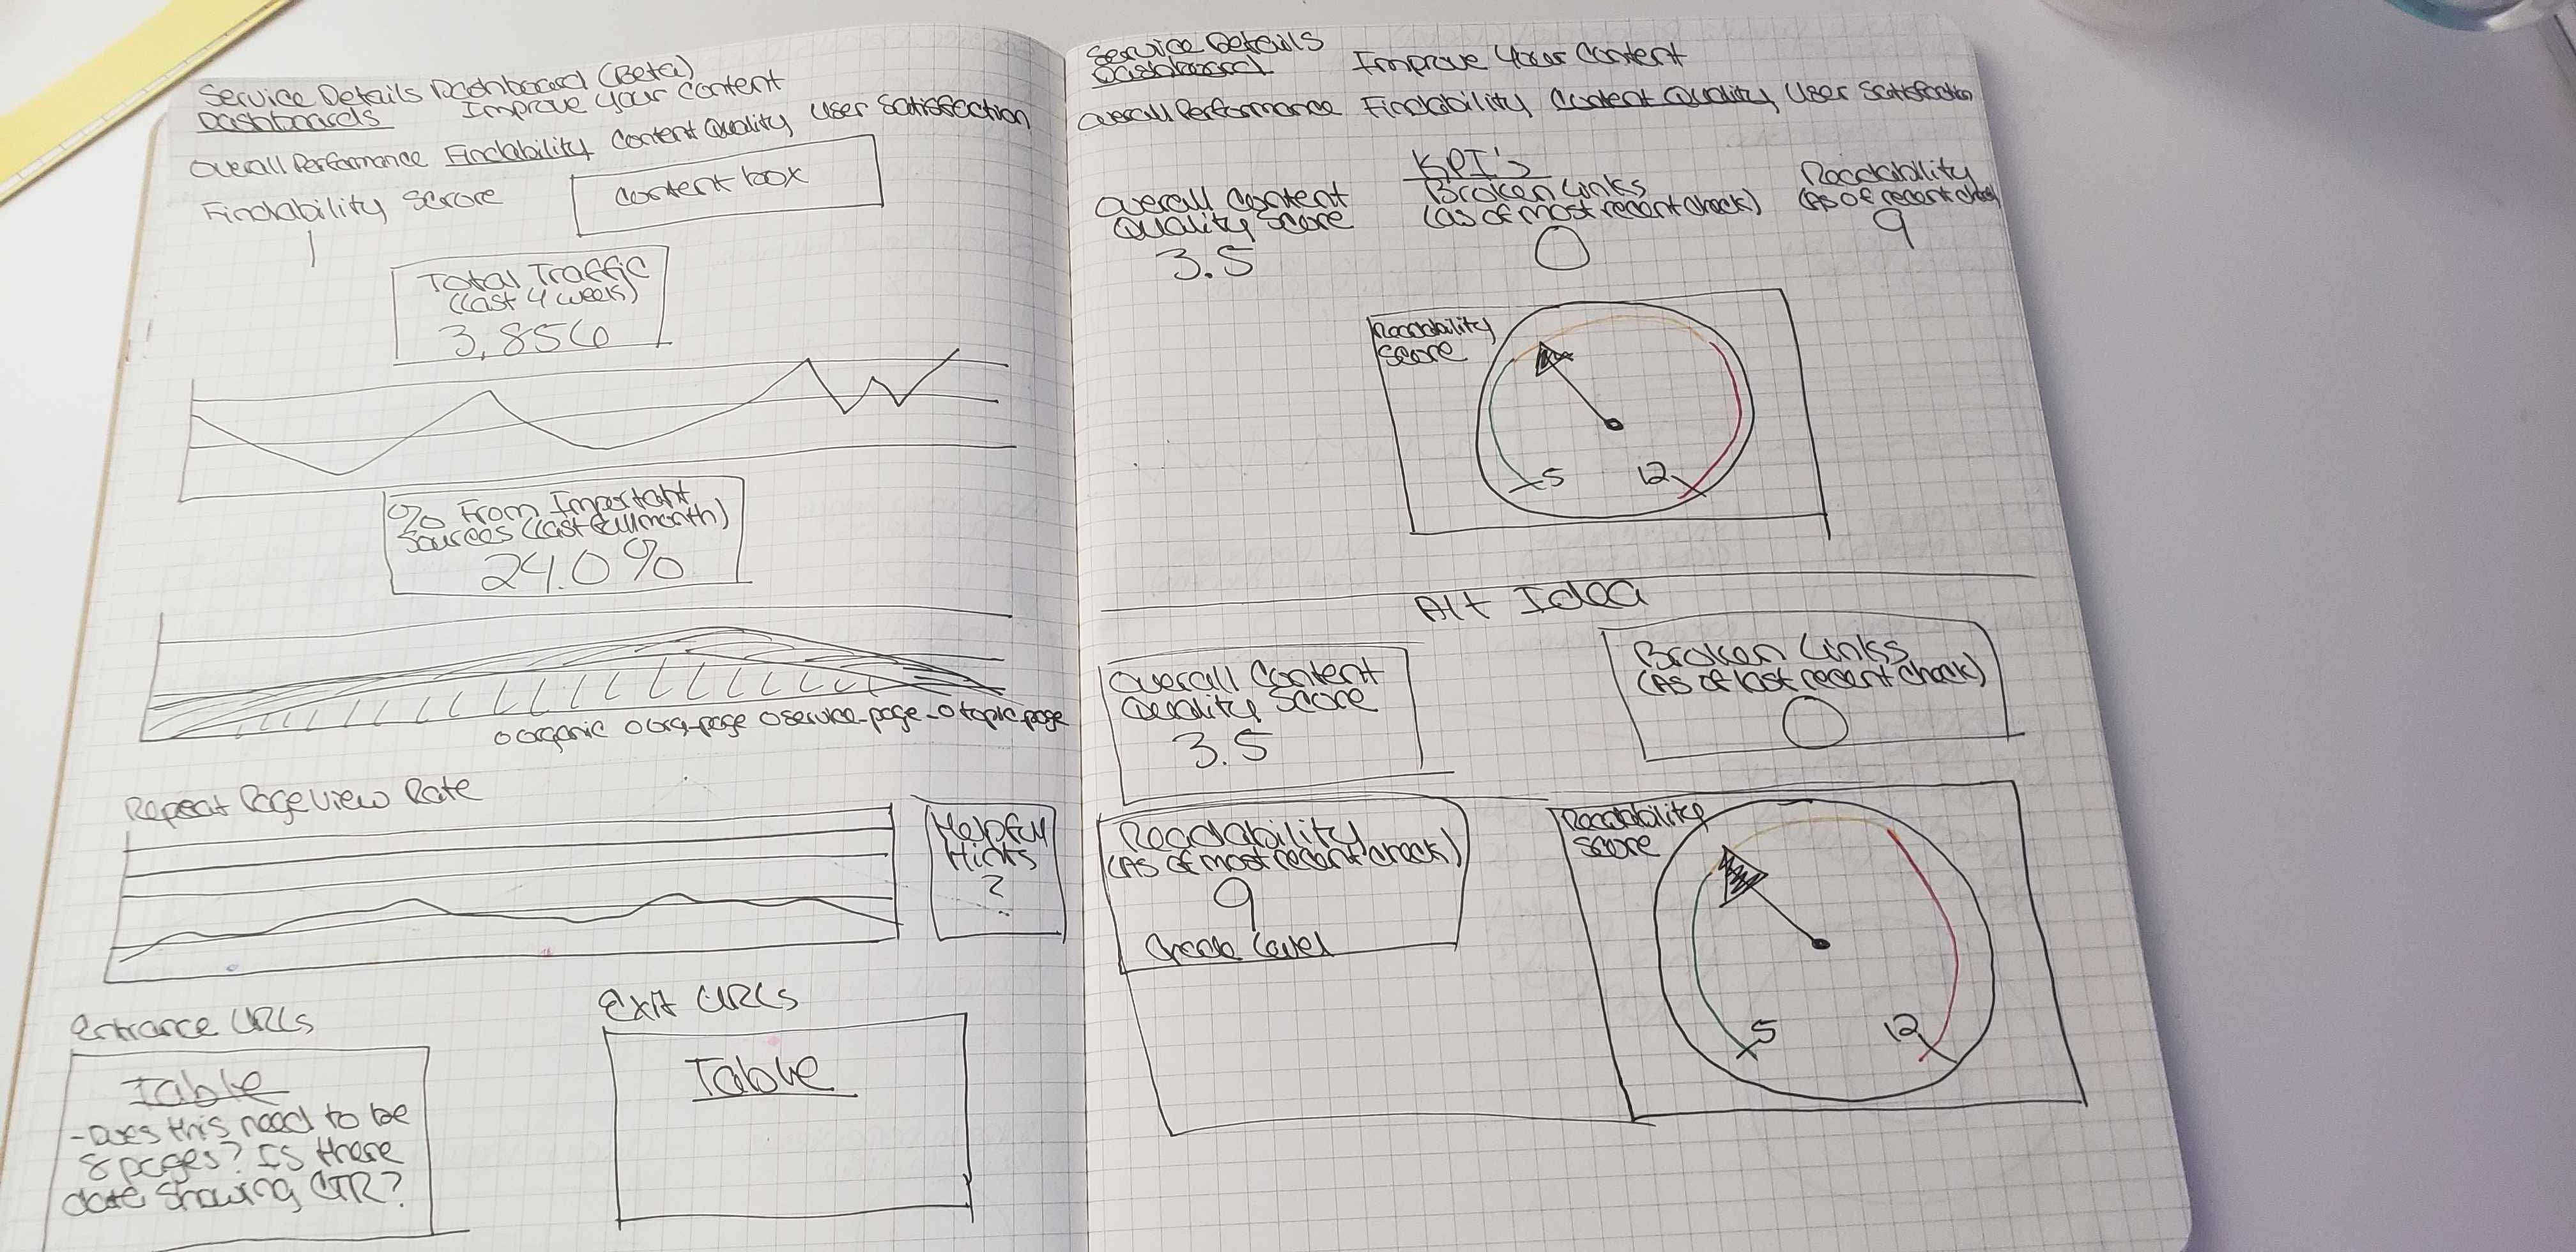 Service Details Dashboard (Beta)
Dashboards Improve your content
Overall Performance Findability Content Quality User Satisfaction
Findability Score
content box
1
Total Traffic
(last 4 week)
3,856
% From Important
Sources (last full month)
24.0%
o organic o org-page o service-page-o topic-page
Repeat Pageview Rate
Helpful
Hints
?
Entrance URLs
Table
- Does this need to be
8 pages? Is there
date showing CTR?
Exit URLs
Table
Service Details
Dashboard Improve Your Content
Overall Performance Findability Content Quality, User Satisfaction
KPI's
Overall Content
Quality Score
3.5
Broken Links
(as of most recent check)
0
Readability
(As of recent check)
9
Readability
Score
5
12
Alt Idea
Overall Content
Quality Score
3.5
Broken Links
(As of last recent check)
0
Readability
(As of most recent check)
9
Grade Level
Readability
Score
5
12